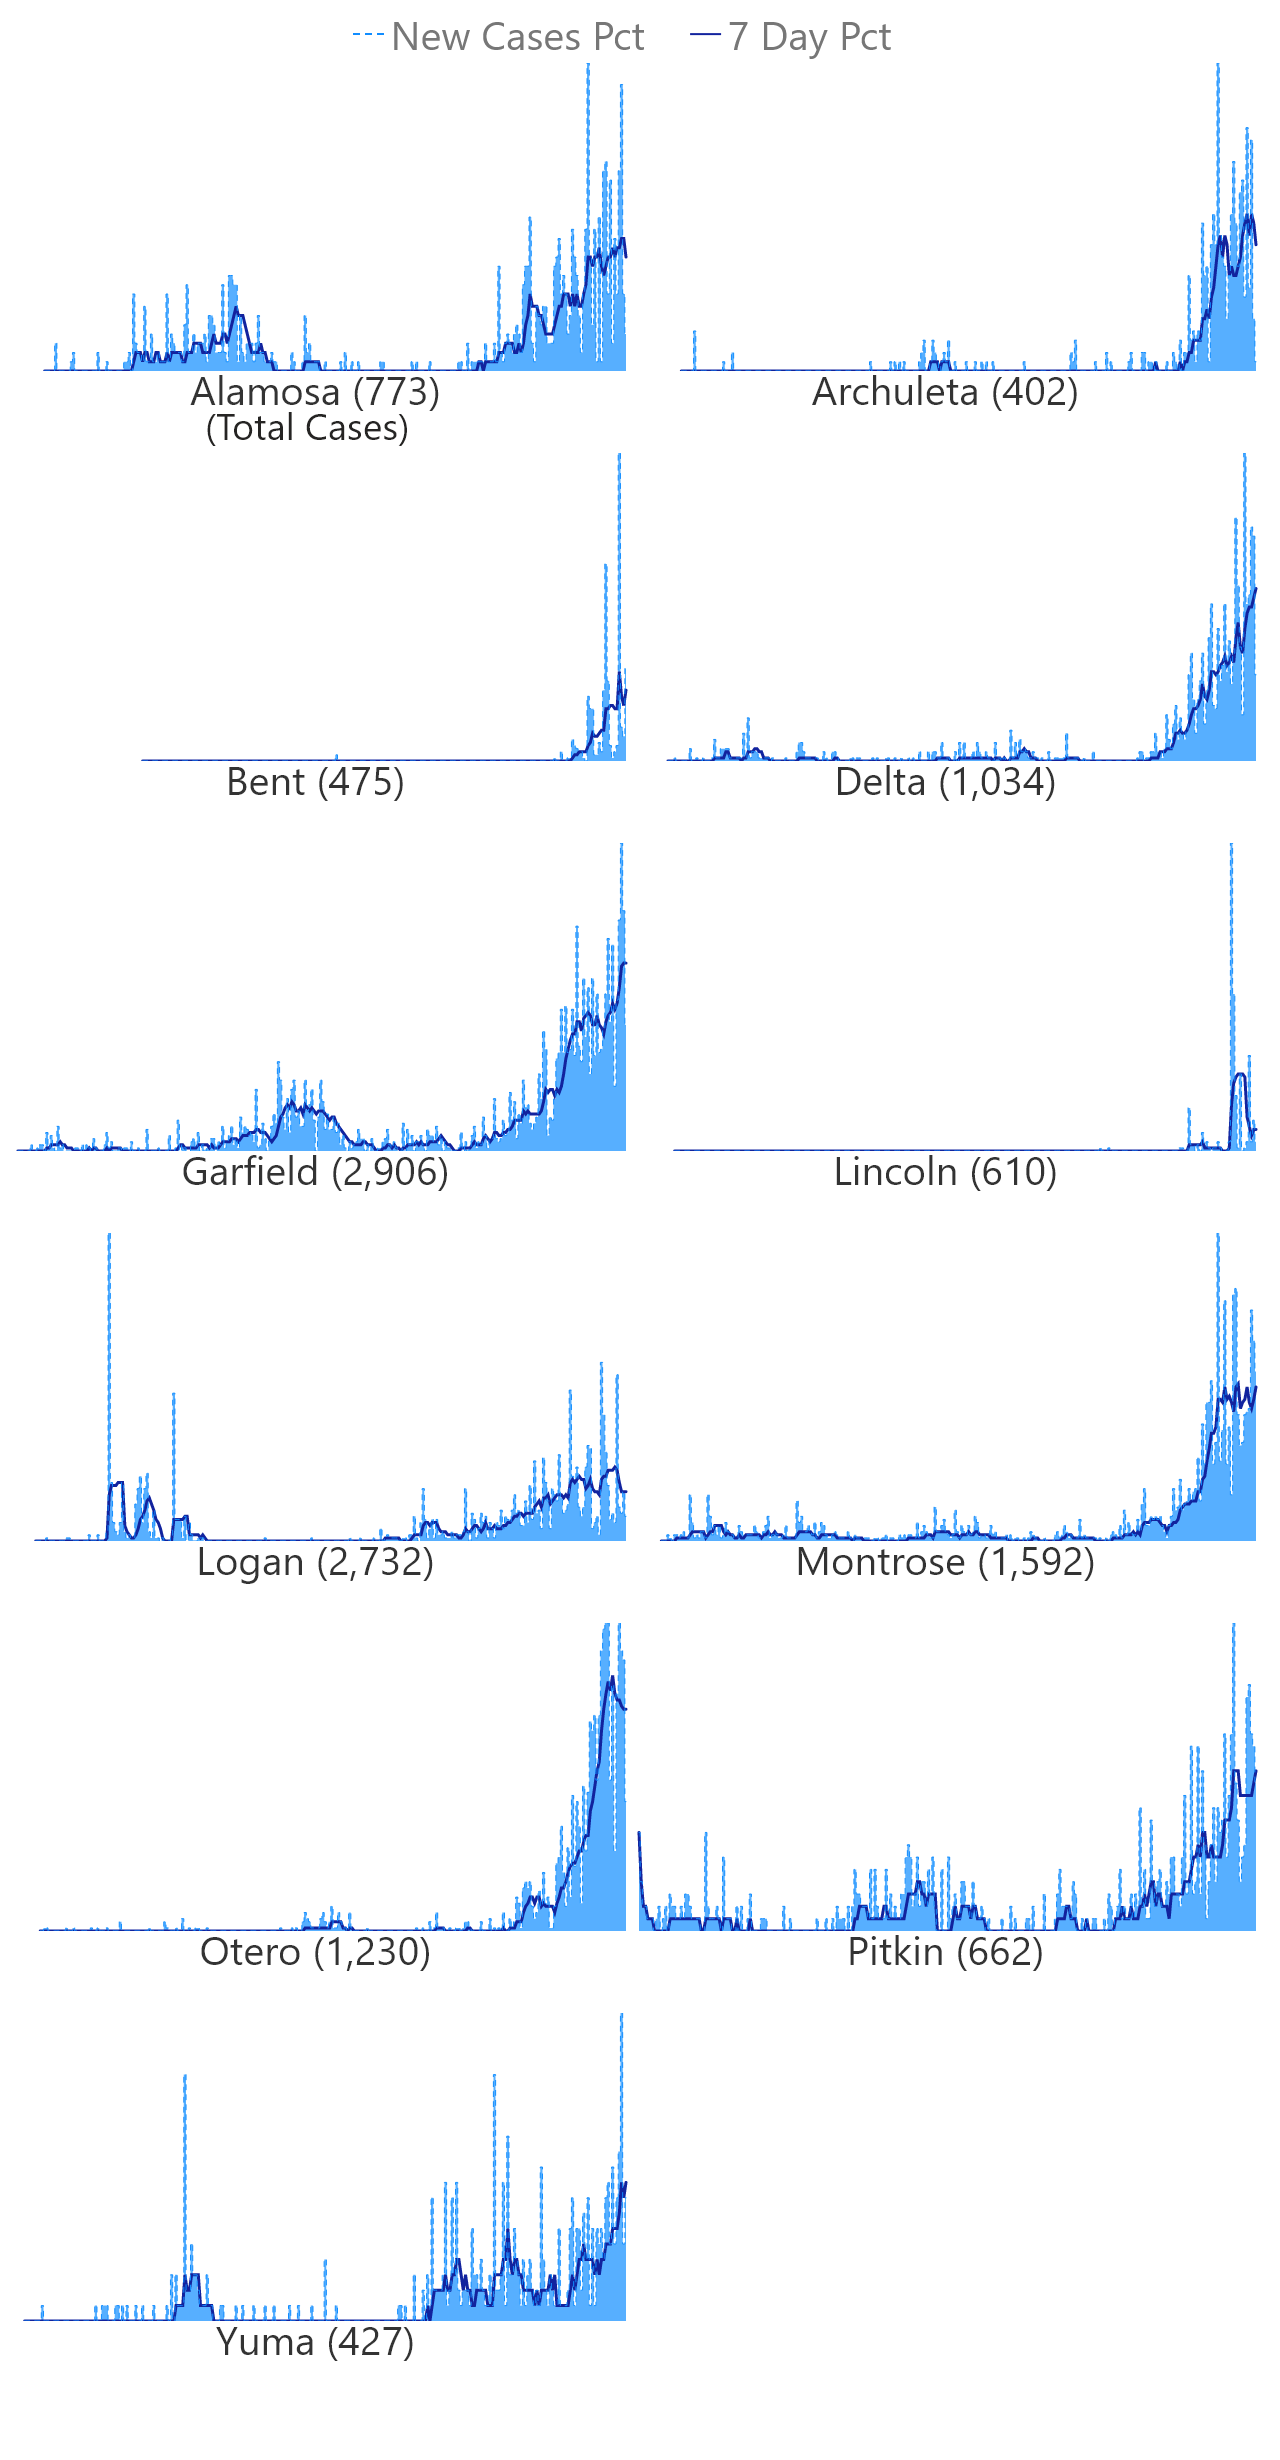 New Cases Pct 7 Day Pct
Alamosa (773) Archuleta (402)
(Total Cases)
Bent (475) Delta (1,034)
Garfield (2,906) Lincoln (610)
Logan (2,732) Montrose (1,592)
Otero (1,230) Pitkin (662)
Yuma (427)